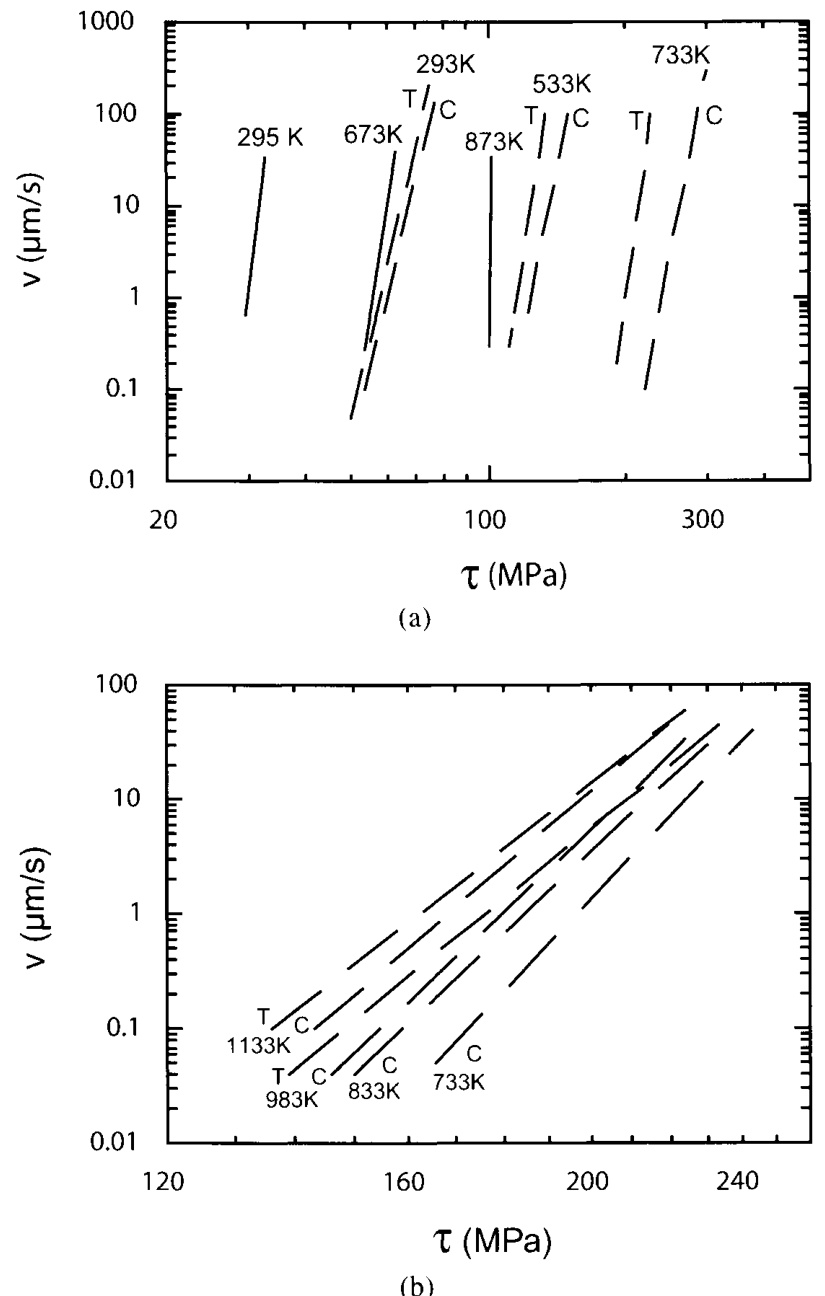 1000
733K
293K
533K
100
T
C
T
C
T
C
295 K
673K
873K
10
v (μm/s)
1
0.1
0.01
20
100
300
τ (MPa)
(a)
100
10
v (μm/s)
1
0.1
T
C
1133K
T
C
C
C
983K
833K
733K
0.01
120
160
200
240
τ (MPa)
(b)